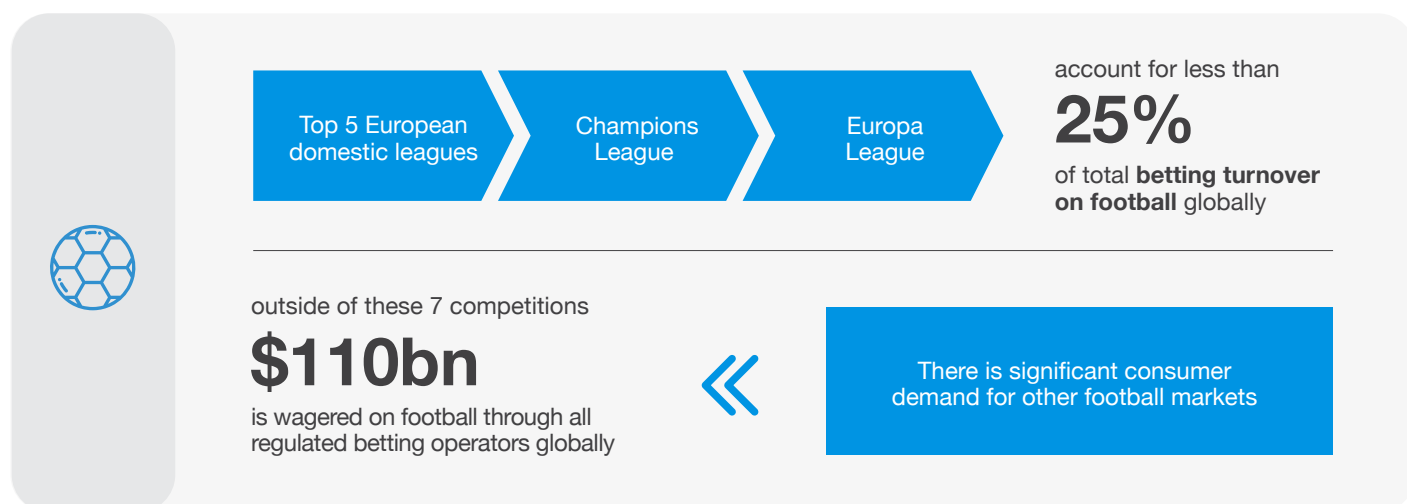 Top 5 European
domestic leagues
Champions
League
Europa
League
account for less than
25%
of total betting turnover
on football globally
outside of these 7 competitions
$110bn
is wagered on football through all
regulated betting operators globally
There is significant consumer
demand for other football markets